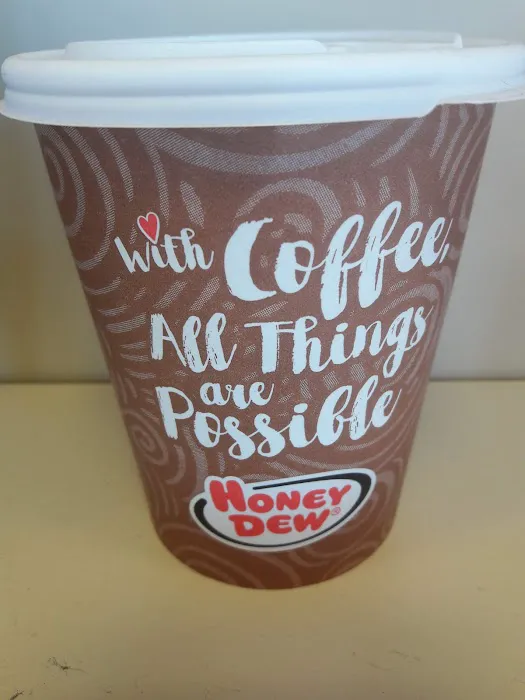 With Coffee,
All Things
are
Possible
HONEY
DEW®